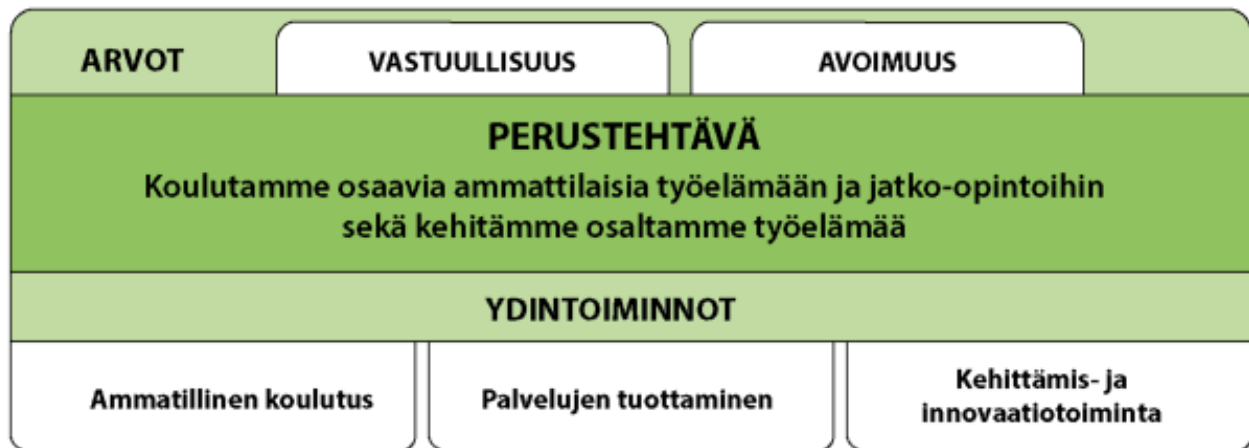 ARVOT
VASTUULLISUUS
AVOIMUUS
PERUSTEHTÄVÄ
Koulutamme osaavia ammattilaisia työelämään ja jatko-opintoihin
sekä kehitämme osaltamme työelämää
YDINTOIMINNOT
Ammatillinen koulutus
Palvelujen tuottaminen
Kehittämis- ja
innovaatiotoiminta